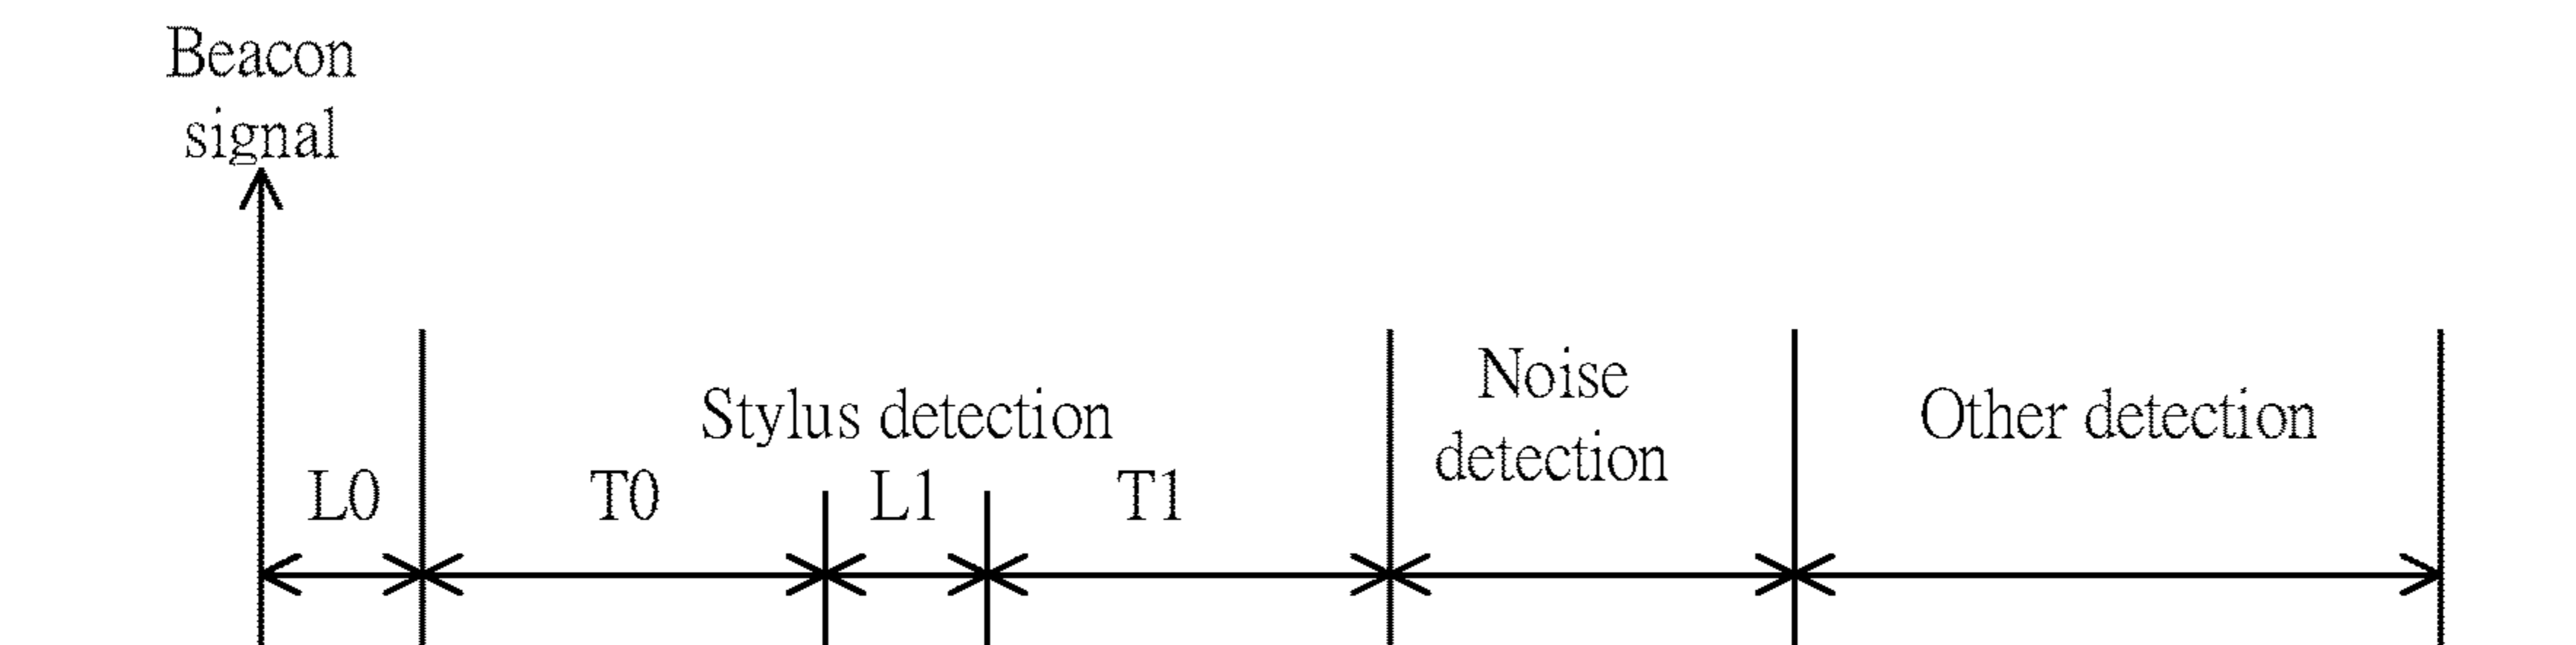 Beacon
signal
Noise
detection
Stylus detection
Other detection
L0
T0
L1
T1